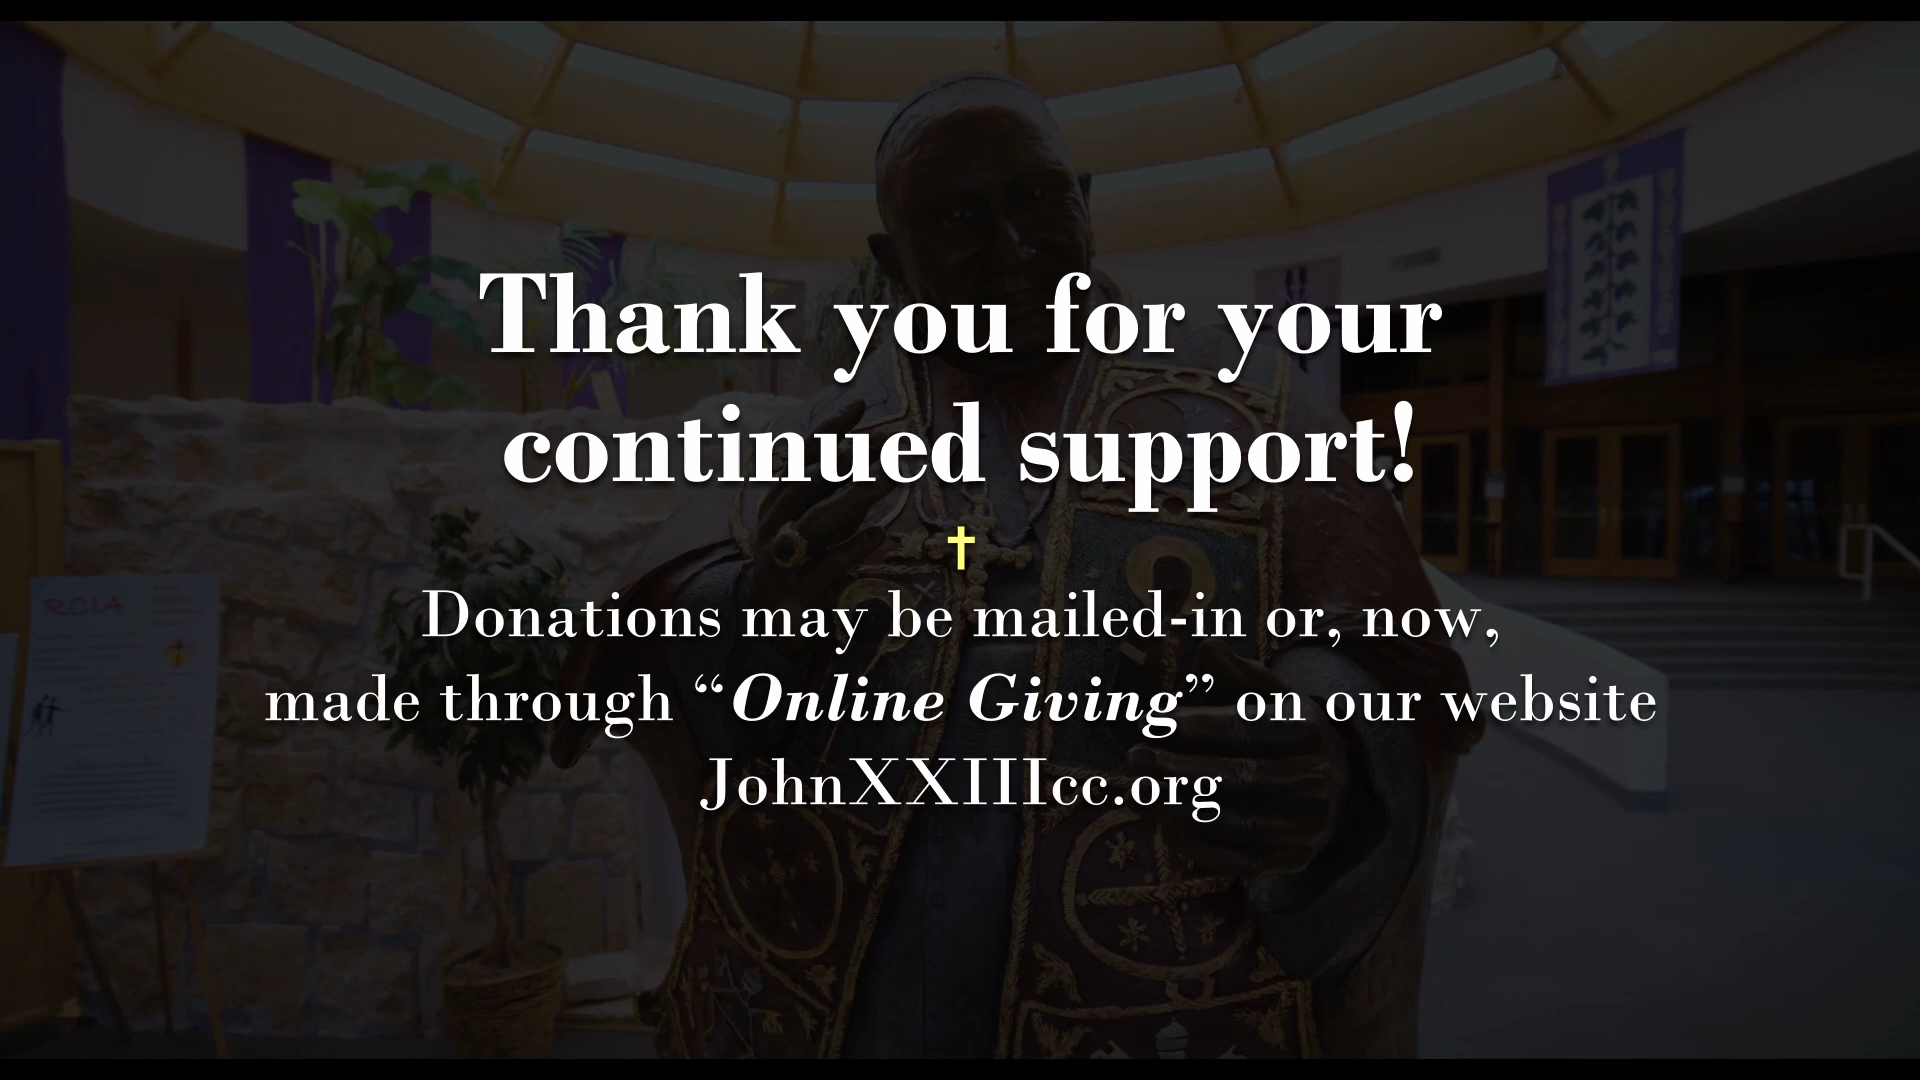 Thank you for your
continued support!
✝
Donations may be mailed-in or, now,
made through “Online Giving” on our website
JohnXXIIIcc.org
RCIA